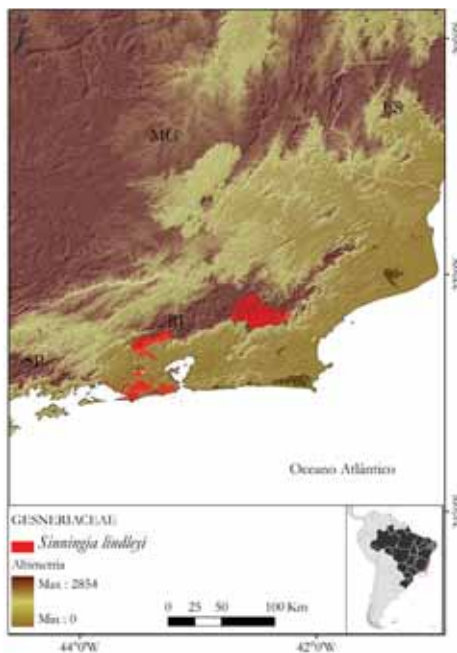 MG
ES
RJ
SP
Oceano Atlântico
GESNERIACEAE
Sinningia lindleyi
Altimetria
Max : 2854
Min : 0
0 25 50 100 Km
44°0'W 42°0'W